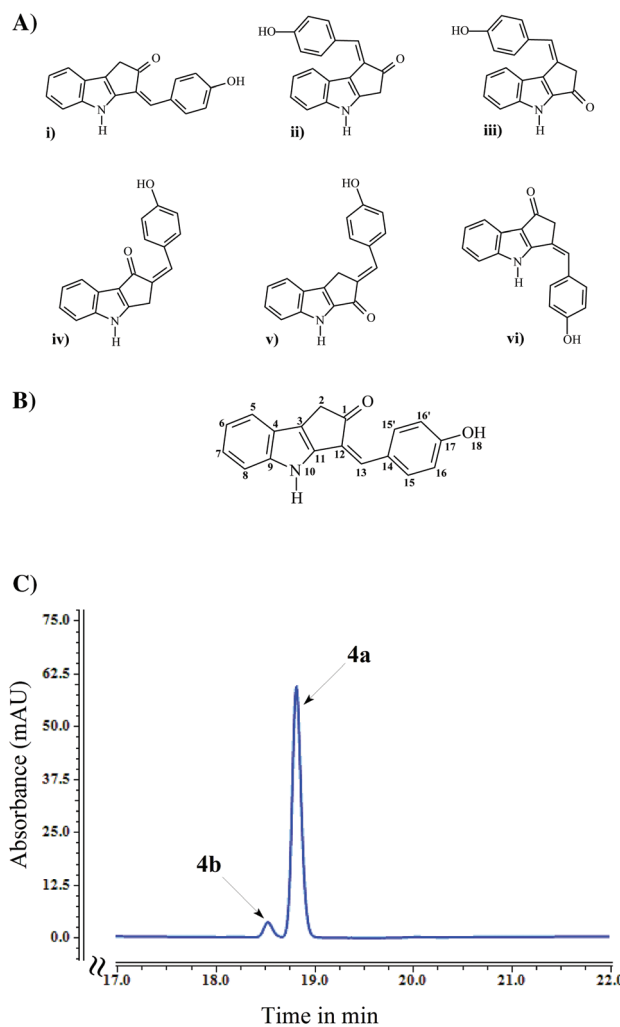 A)
O
OH
N
H
i)
HO
O
N
H
ii)
HO
O
N
H
iii)
HO
O
N
H
iv)
HO
O
N
H
v)
O
N
H
OH
vi)
B)
2
1
O
15'
16'
OH
18
17
5
6
4
3
7
8
9
N
10
11
12
13
14
15
16
H
C)
75.0
62.5
50.0
37.5
25.0
12.5
0.0
Absorbance (mAU)
4a
4b
17.0 18.0 19.0 20.0 21.0 22.0
Time in min